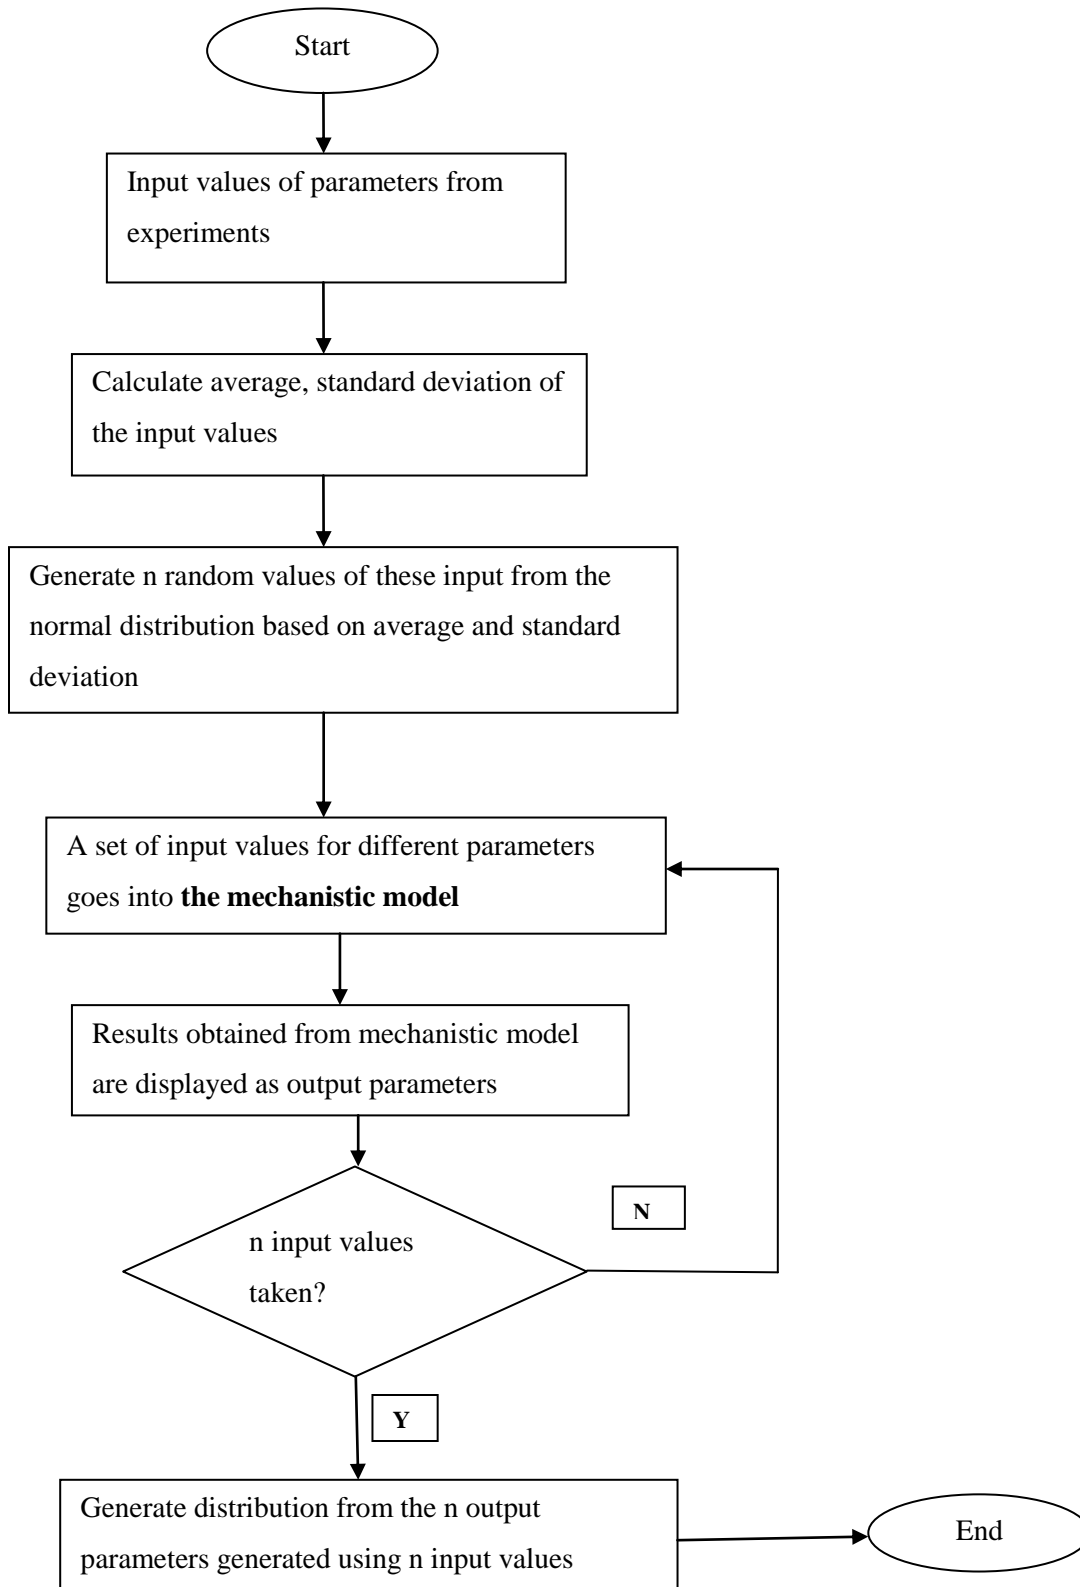 Start
Input values of parameters from
experiments
Calculate average, standard deviation of
the input values
Generate n random values of these input from the
normal distribution based on average and standard
deviation
A set of input values for different parameters
goes into the mechanistic model
Results obtained from mechanistic model
are displayed as output parameters
N
n input values
taken?
Y
Generate distribution from the n output
parameters generated using n input values
End